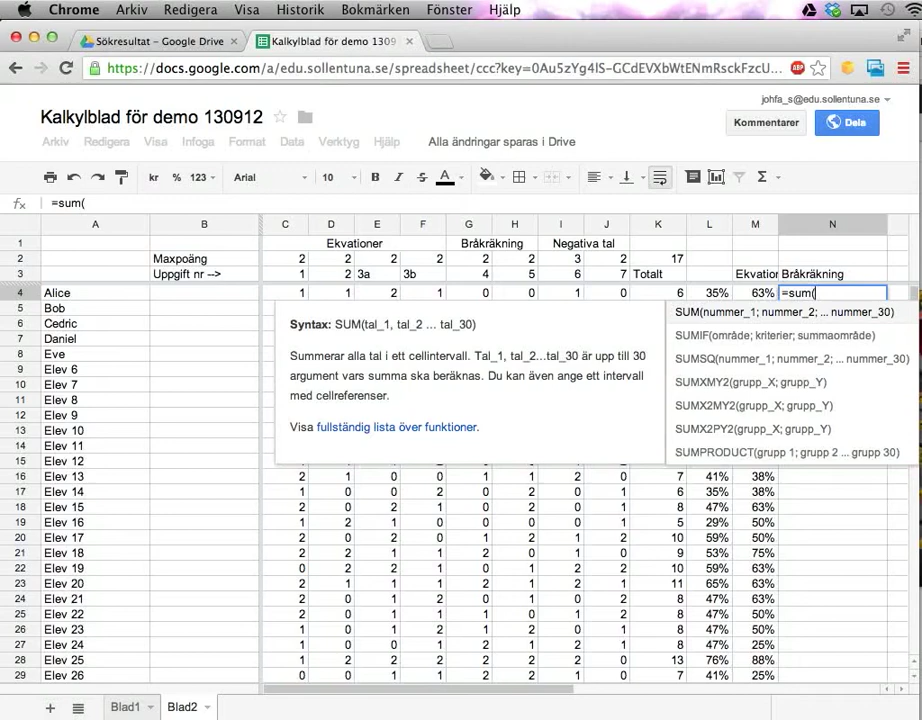 Chrome Arkiv Redigera Visa Historik Bokmärken Fönster Hjälp
Sökresultat – Google Drive × Kalkylblad för demo 1309 ×
https://docs.google.com/a/edu.sollentuna.se/spreadsheet/ccc?key=0Au5zYg4lS-GCdEVXbWtENmRsckFzcU...
ABP
johfa_s@edu.sollentuna.se
Kalkylblad för demo 130912
Kommentarer Dela
Arkiv Redigera Visa Infoga Format Data Verktyg Hjälp Alla ändringar sparas i Drive
kr % 123 Arial 10 B I S A Σ
fx =sum(
A B C D E F G H I J K L M N
1 Ekvationer Bråkräkning Negativa tal
2 Maxpoäng 2 2 2 2 2 2 3 2 17
3 Uppgift nr --> 1 2 3a 3b 4 5 6 7 Totalt Ekvation Bråkräkning
4 Alice 1 1 2 1 0 0 1 0 6 35% 63% =sum(
5 Bob
6 Cedric
7 Daniel
8 Eve
9 Elev 6
10 Elev 7
11 Elev 8
12 Elev 9
13 Elev 10
14 Elev 11
15 Elev 12
Syntax: SUM(tal_1, tal_2 ... tal_30)
Summerar alla tal i ett cellintervall. Tal_1, tal_2...tal_30 är upp till 30
argument vars summa ska beräknas. Du kan även ange ett intervall
med cellreferenser.
Visa fullständig lista över funktioner.
SUM(nummer_1; nummer_2; ... nummer_30)
SUMIF(område; kriterier; summaområde)
SUMSQ(nummer_1; nummer_2; ... nummer_30)
SUMXMY2(grupp_X; grupp_Y)
SUMX2MY2(grupp_X; grupp_Y)
SUMX2PY2(grupp_X; grupp_Y)
SUMPRODUCT(grupp 1; grupp 2 ... grupp 30)
16 Elev 13 2 1 0 0 1 1 2 0 7 41% 38%
17 Elev 14 1 0 0 2 0 2 0 1 6 35% 38%
18 Elev 15 2 0 2 1 0 2 0 1 8 47% 63%
19 Elev 16 1 2 1 0 0 1 0 0 5 29% 50%
20 Elev 17 2 0 1 1 0 1 2 10 59% 50%
21 Elev 18 2 2 1 1 2 0 1 0 9 53% 75%
22 Elev 19 0 2 2 1 0 1 2 2 10 59% 63%
23 Elev 20 2 1 1 1 2 1 2 1 11 65% 63%
24 Elev 21 2 0 1 2 0 1 1 1 8 47% 63%
25 Elev 22 2 0 1 1 1 0 1 2 8 47% 50%
26 Elev 23 1 0 1 2 1 2 0 1 8 47% 50%
27 Elev 24 1 0 0 1 2 1 2 1 8 47% 25%
28 Elev 25 1 2 2 2 2 2 2 0 13 76% 88%
29 Elev 26 0 0 1 1 2 2 1 0 7 41% 25%
Blad1 Blad2